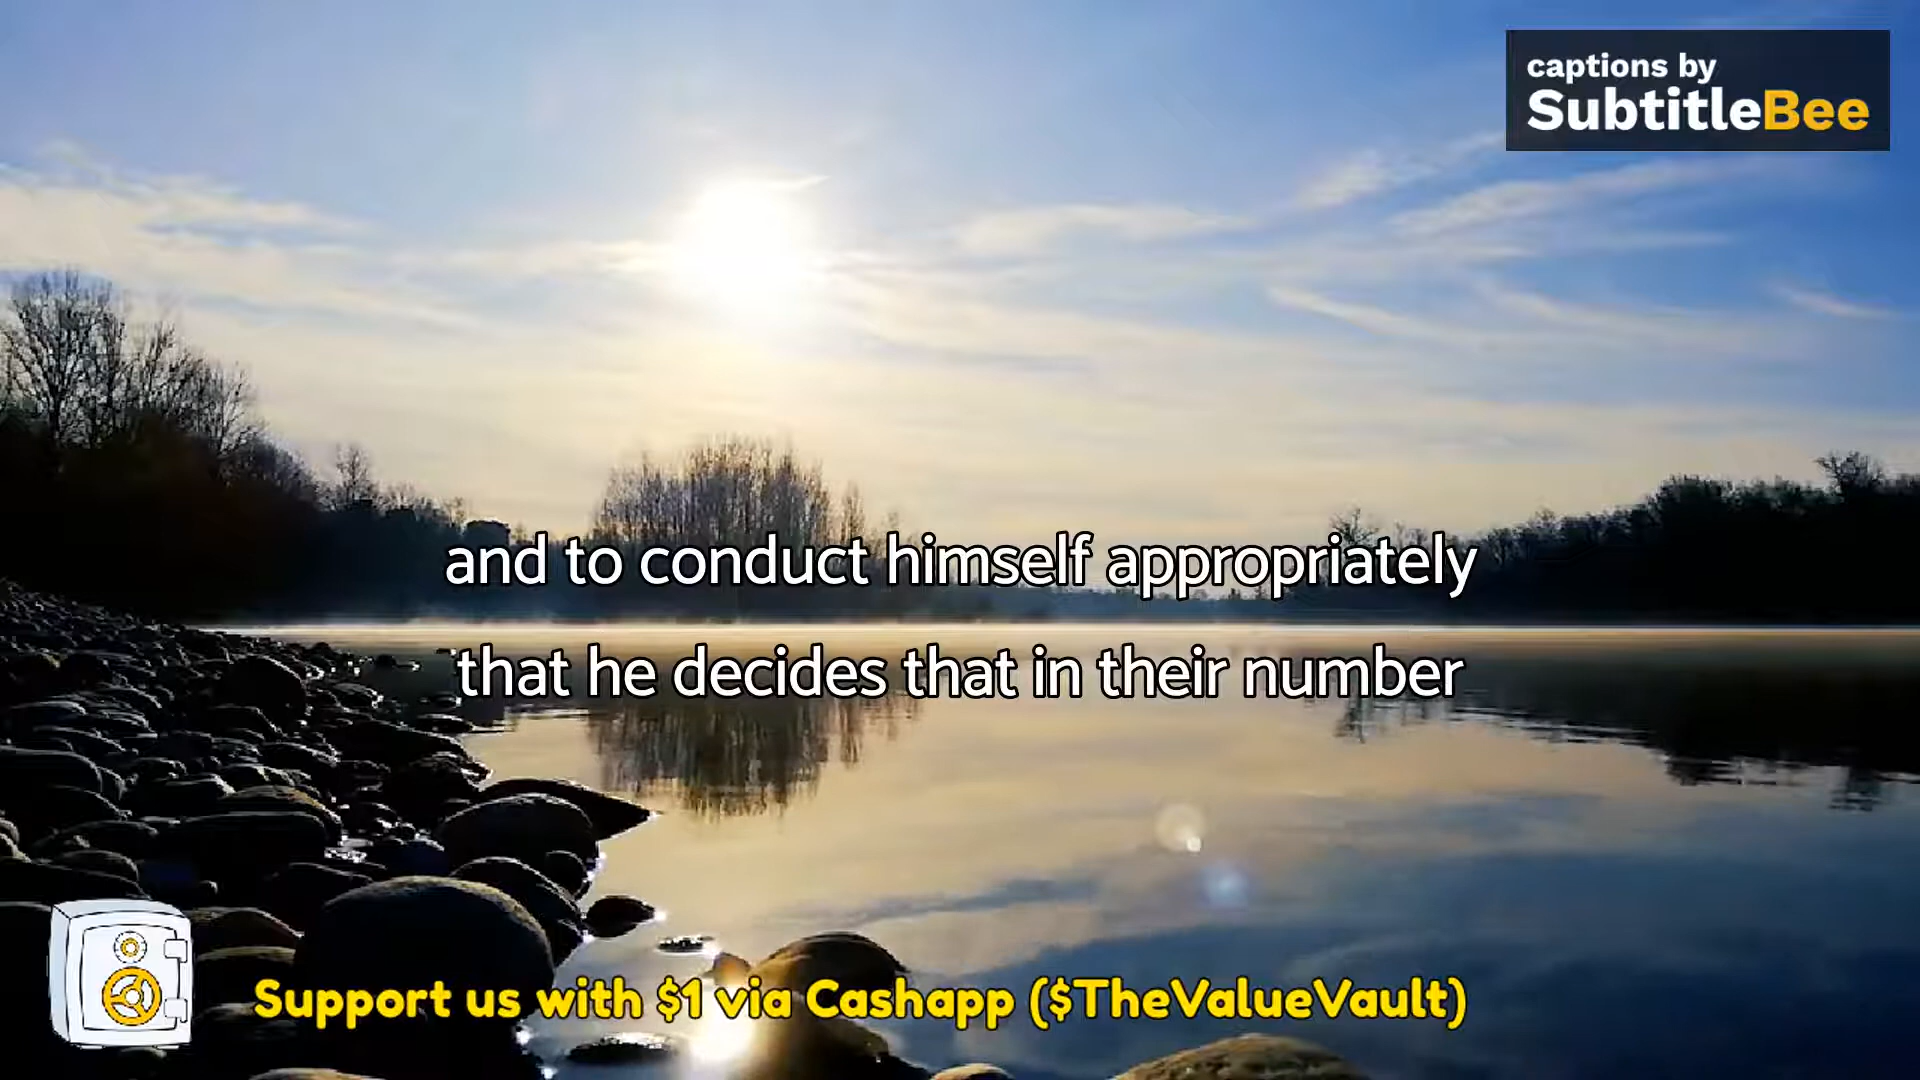 captions by
SubtitleBee
and to conduct himself appropriately
that he decides that in their number
Support us with $1 via Cashapp ($TheValueVault)